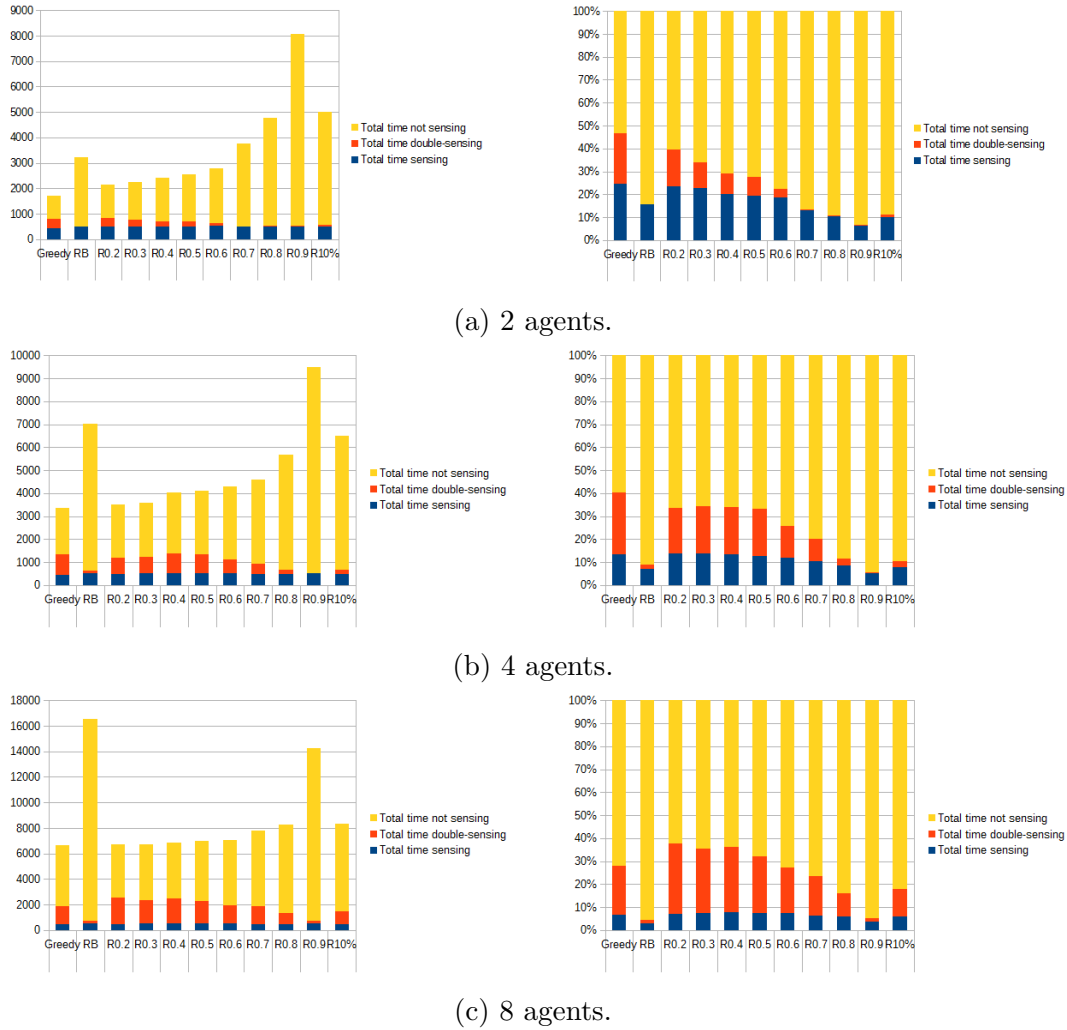 9000
8000
7000
6000
5000
4000
3000
2000
1000
0
Greedy RB R0.2 R0.3 R0.4 R0.5 R0.6 R0.7 R0.8 R0.9 R10%
Total time not sensing
Total time double-sensing
Total time sensing
100%
90%
80%
70%
60%
50%
40%
30%
20%
10%
0%
Greedy RB R0.2 R0.3 R0.4 R0.5 R0.6 R0.7 R0.8 R0.9 R10%
Total time not sensing
Total time double-sensing
Total time sensing
(a) 2 agents.
10000
9000
8000
7000
6000
5000
4000
3000
2000
1000
0
Greedy RB R0.2 R0.3 R0.4 R0.5 R0.6 R0.7 R0.8 R0.9 R10%
Total time not sensing
Total time double-sensing
Total time sensing
100%
90%
80%
70%
60%
50%
40%
30%
20%
10%
0%
Greedy RB R0.2 R0.3 R0.4 R0.5 R0.6 R0.7 R0.8 R0.9 R10%
Total time not sensing
Total time double-sensing
Total time sensing
(b) 4 agents.
18000
16000
14000
12000
10000
8000
6000
4000
2000
0
Greedy RB R0.2 R0.3 R0.4 R0.5 R0.6 R0.7 R0.8 R0.9 R10%
Total time not sensing
Total time double-sensing
Total time sensing
100%
90%
80%
70%
60%
50%
40%
30%
20%
10%
0%
Greedy RB R0.2 R0.3 R0.4 R0.5 R0.6 R0.7 R0.8 R0.9 R10%
Total time not sensing
Total time double-sensing
Total time sensing
(c) 8 agents.